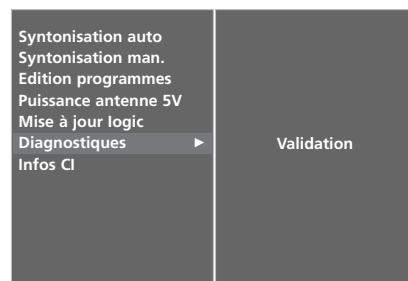 Syntonisation auto
Syntonisation man.
Edition programmes
Puissance antenne 5V
Mise à jour logic
Diagnostiques ►
Validation
Infos CI